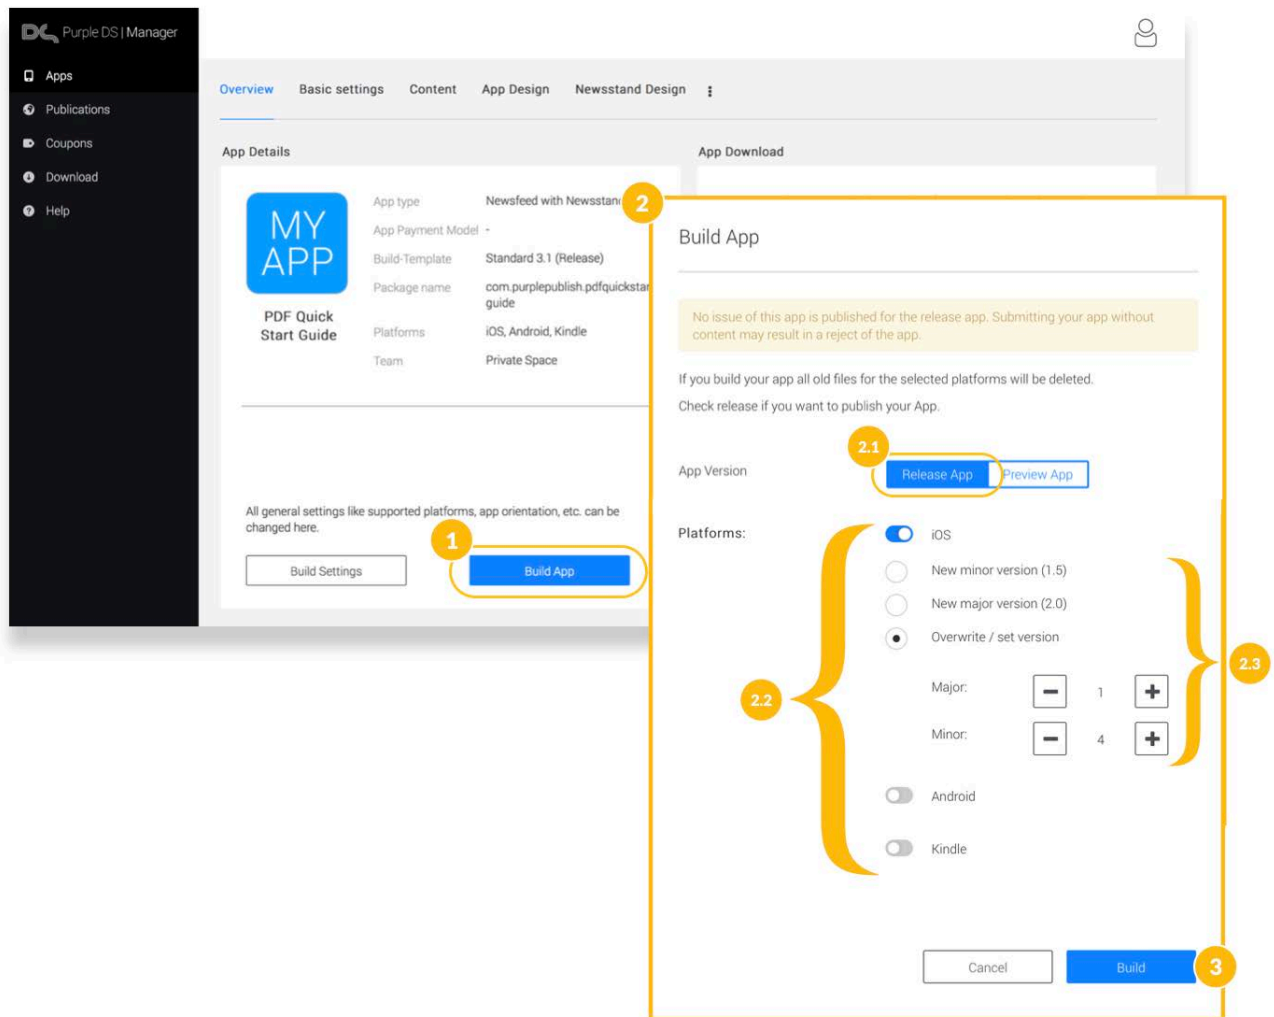 Purple DS | Manager
Apps
Publications
Coupons
Download
Help
Overview
Basic settings
Content
App Design
Newsstand Design
App Details
App Download
MY
APP
PDF Quick
Start Guide
App type
Newsfeed with Newsstan
App Payment Model
-
Build-Template
Standard 3.1 (Release)
Package name
com.purplepublish.pdfquickstar
guide
Platforms
iOS, Android, Kindle
Team
Private Space
All general settings like supported platforms, app orientation, etc. can be
changed here.
1
Build Settings
Build App
2
Build App
No issue of this app is published for the release app. Submitting your app without
content may result in a reject of the app.
If you build your app all old files for the selected platforms will be deleted.
Check release if you want to publish your App.
2.1
App Version
Release App
Preview App
Platforms:
iOS
New minor version (1.5)
New major version (2.0)
Overwrite / set version
2.3
2.2
Major:
1
Minor:
4
Android
Kindle
Cancel
Build
3